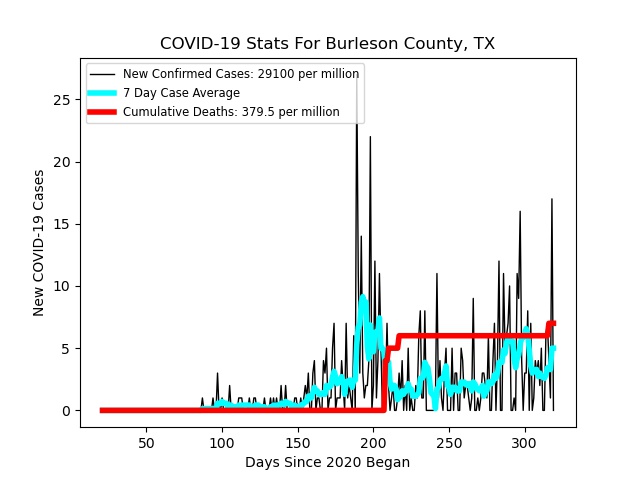 COVID-19 Stats For Burleson County, TX
New Confirmed Cases: 29100 per million
7 Day Case Average
Cumulative Deaths: 379.5 per million
New COVID-19 Cases
25
20
15
10
5
0
50 100 150 200 250 300
Days Since 2020 Began